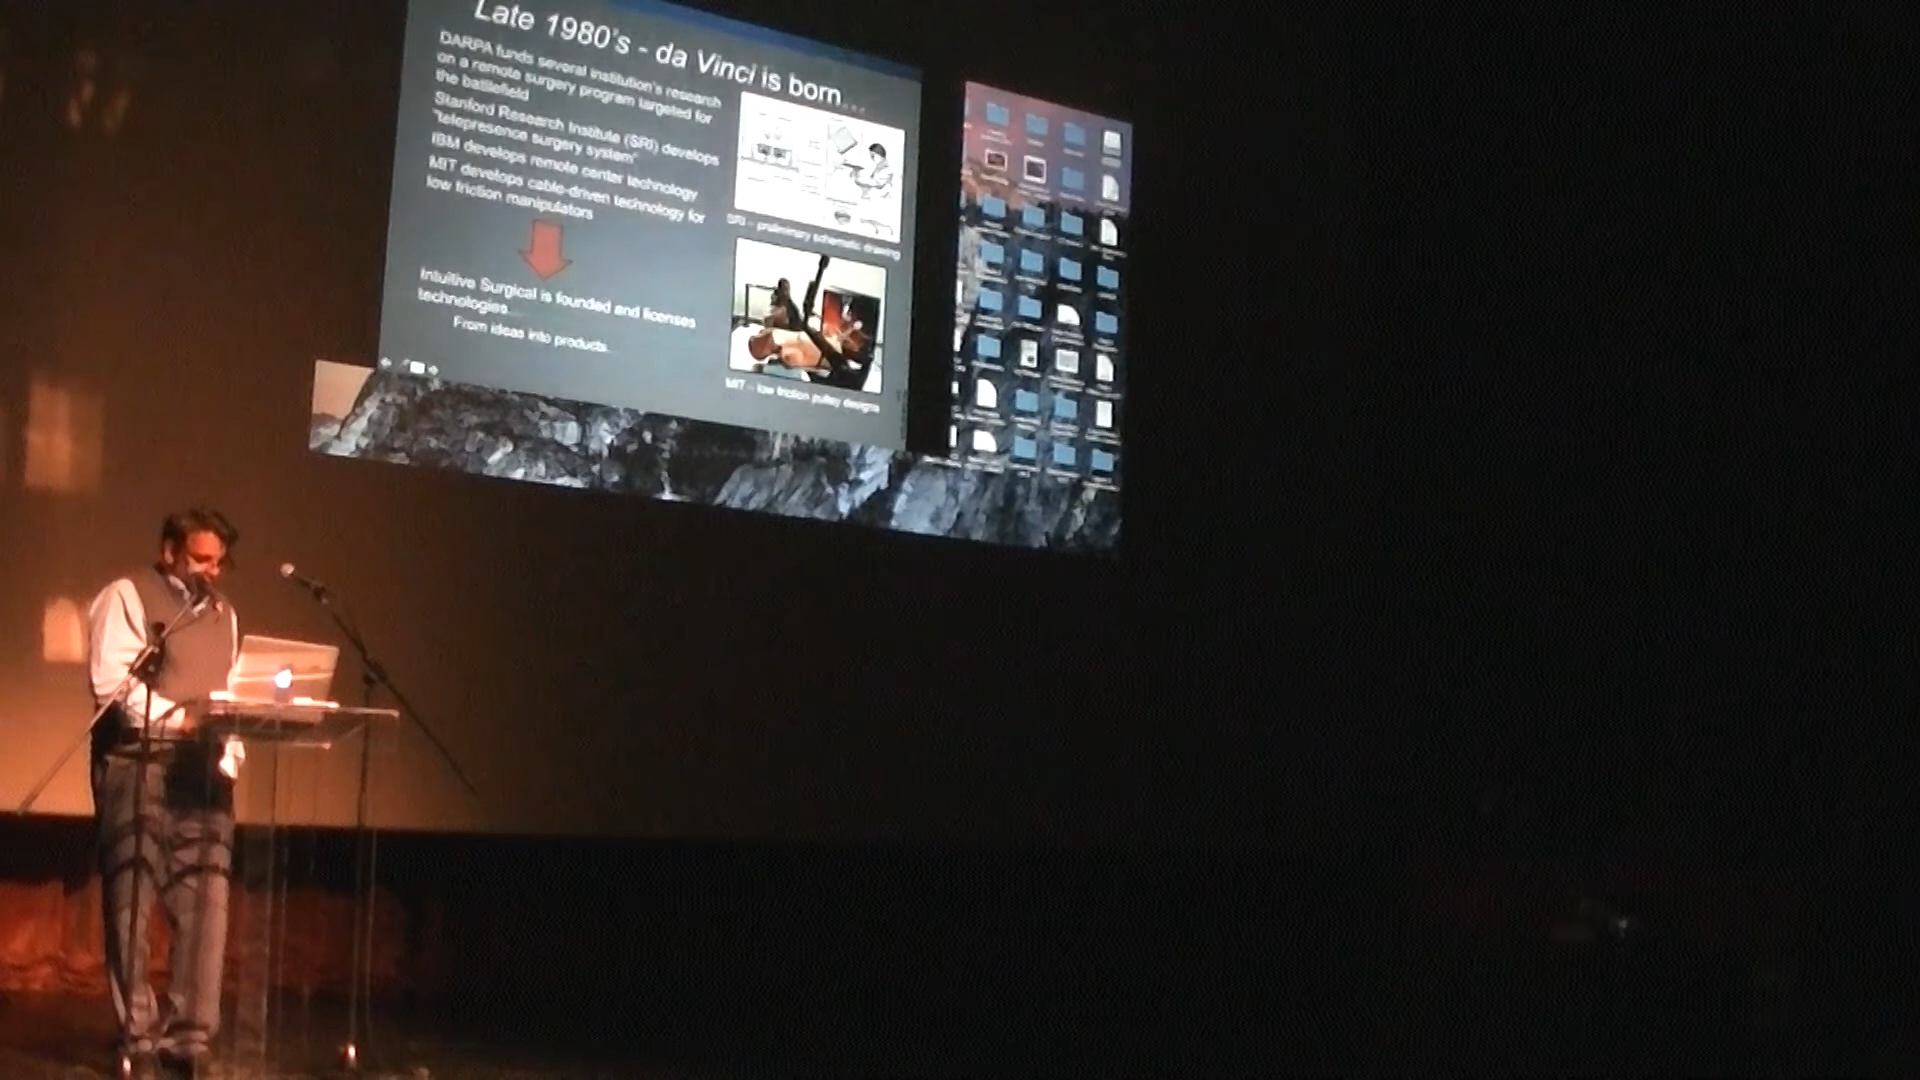 Late 1980's - da Vinci is born...
DARPA funds several institution's research
on a remote surgery program targeted for
the battlefield
Stanford Research Institute (SRI) develops
"telepresence surgery system"
IBM develops remote center technology
MIT develops cable-driven technology for
low friction manipulators
SRI - preliminary schematic drawing
Intuitive Surgical is founded and licenses
technologies...
From ideas into products...
MIT - low friction pulley designs